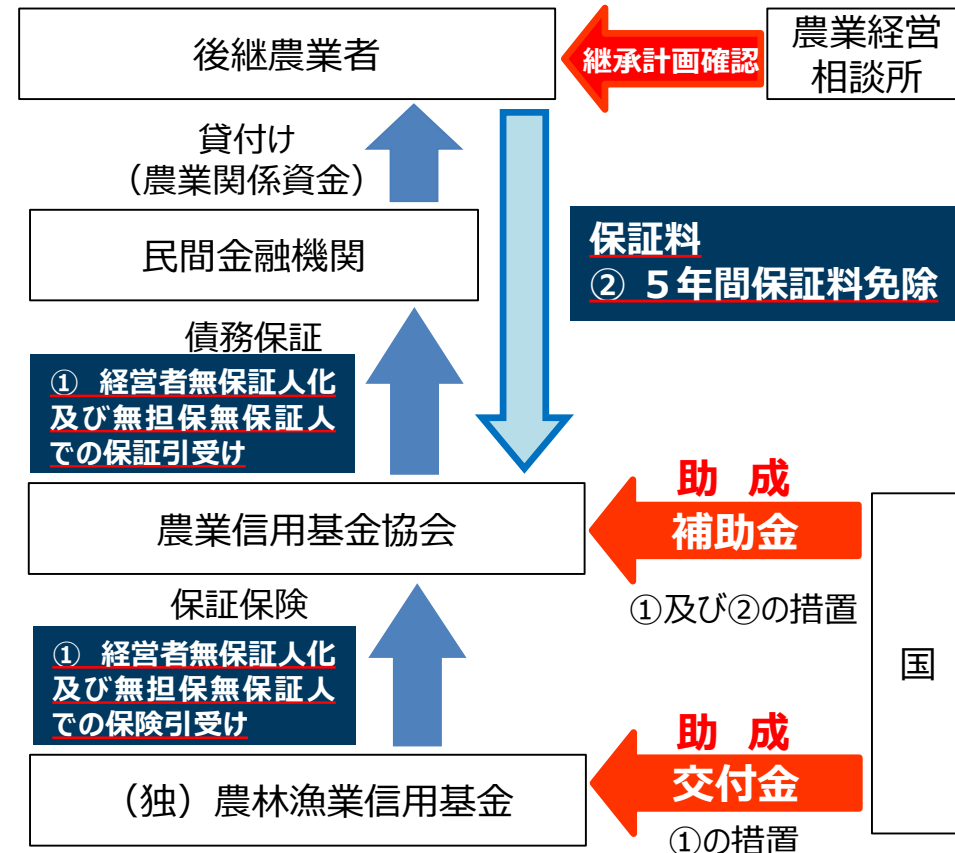 後継農業者
継承計画確認
農業経営
相談所
貸付け
（農業関係資金）
民間金融機関
保証料
② ５年間保証料免除
債務保証
① 経営者無保証人化
及び無担保無保証人
での保証引受け
農業信用基金協会
助 成
補助金
①及び②の措置
国
保証保険
① 経営者無保証人化
及び無担保無保証人
での保険引受け
（独）農林漁業信用基金
助 成
交付金
①の措置